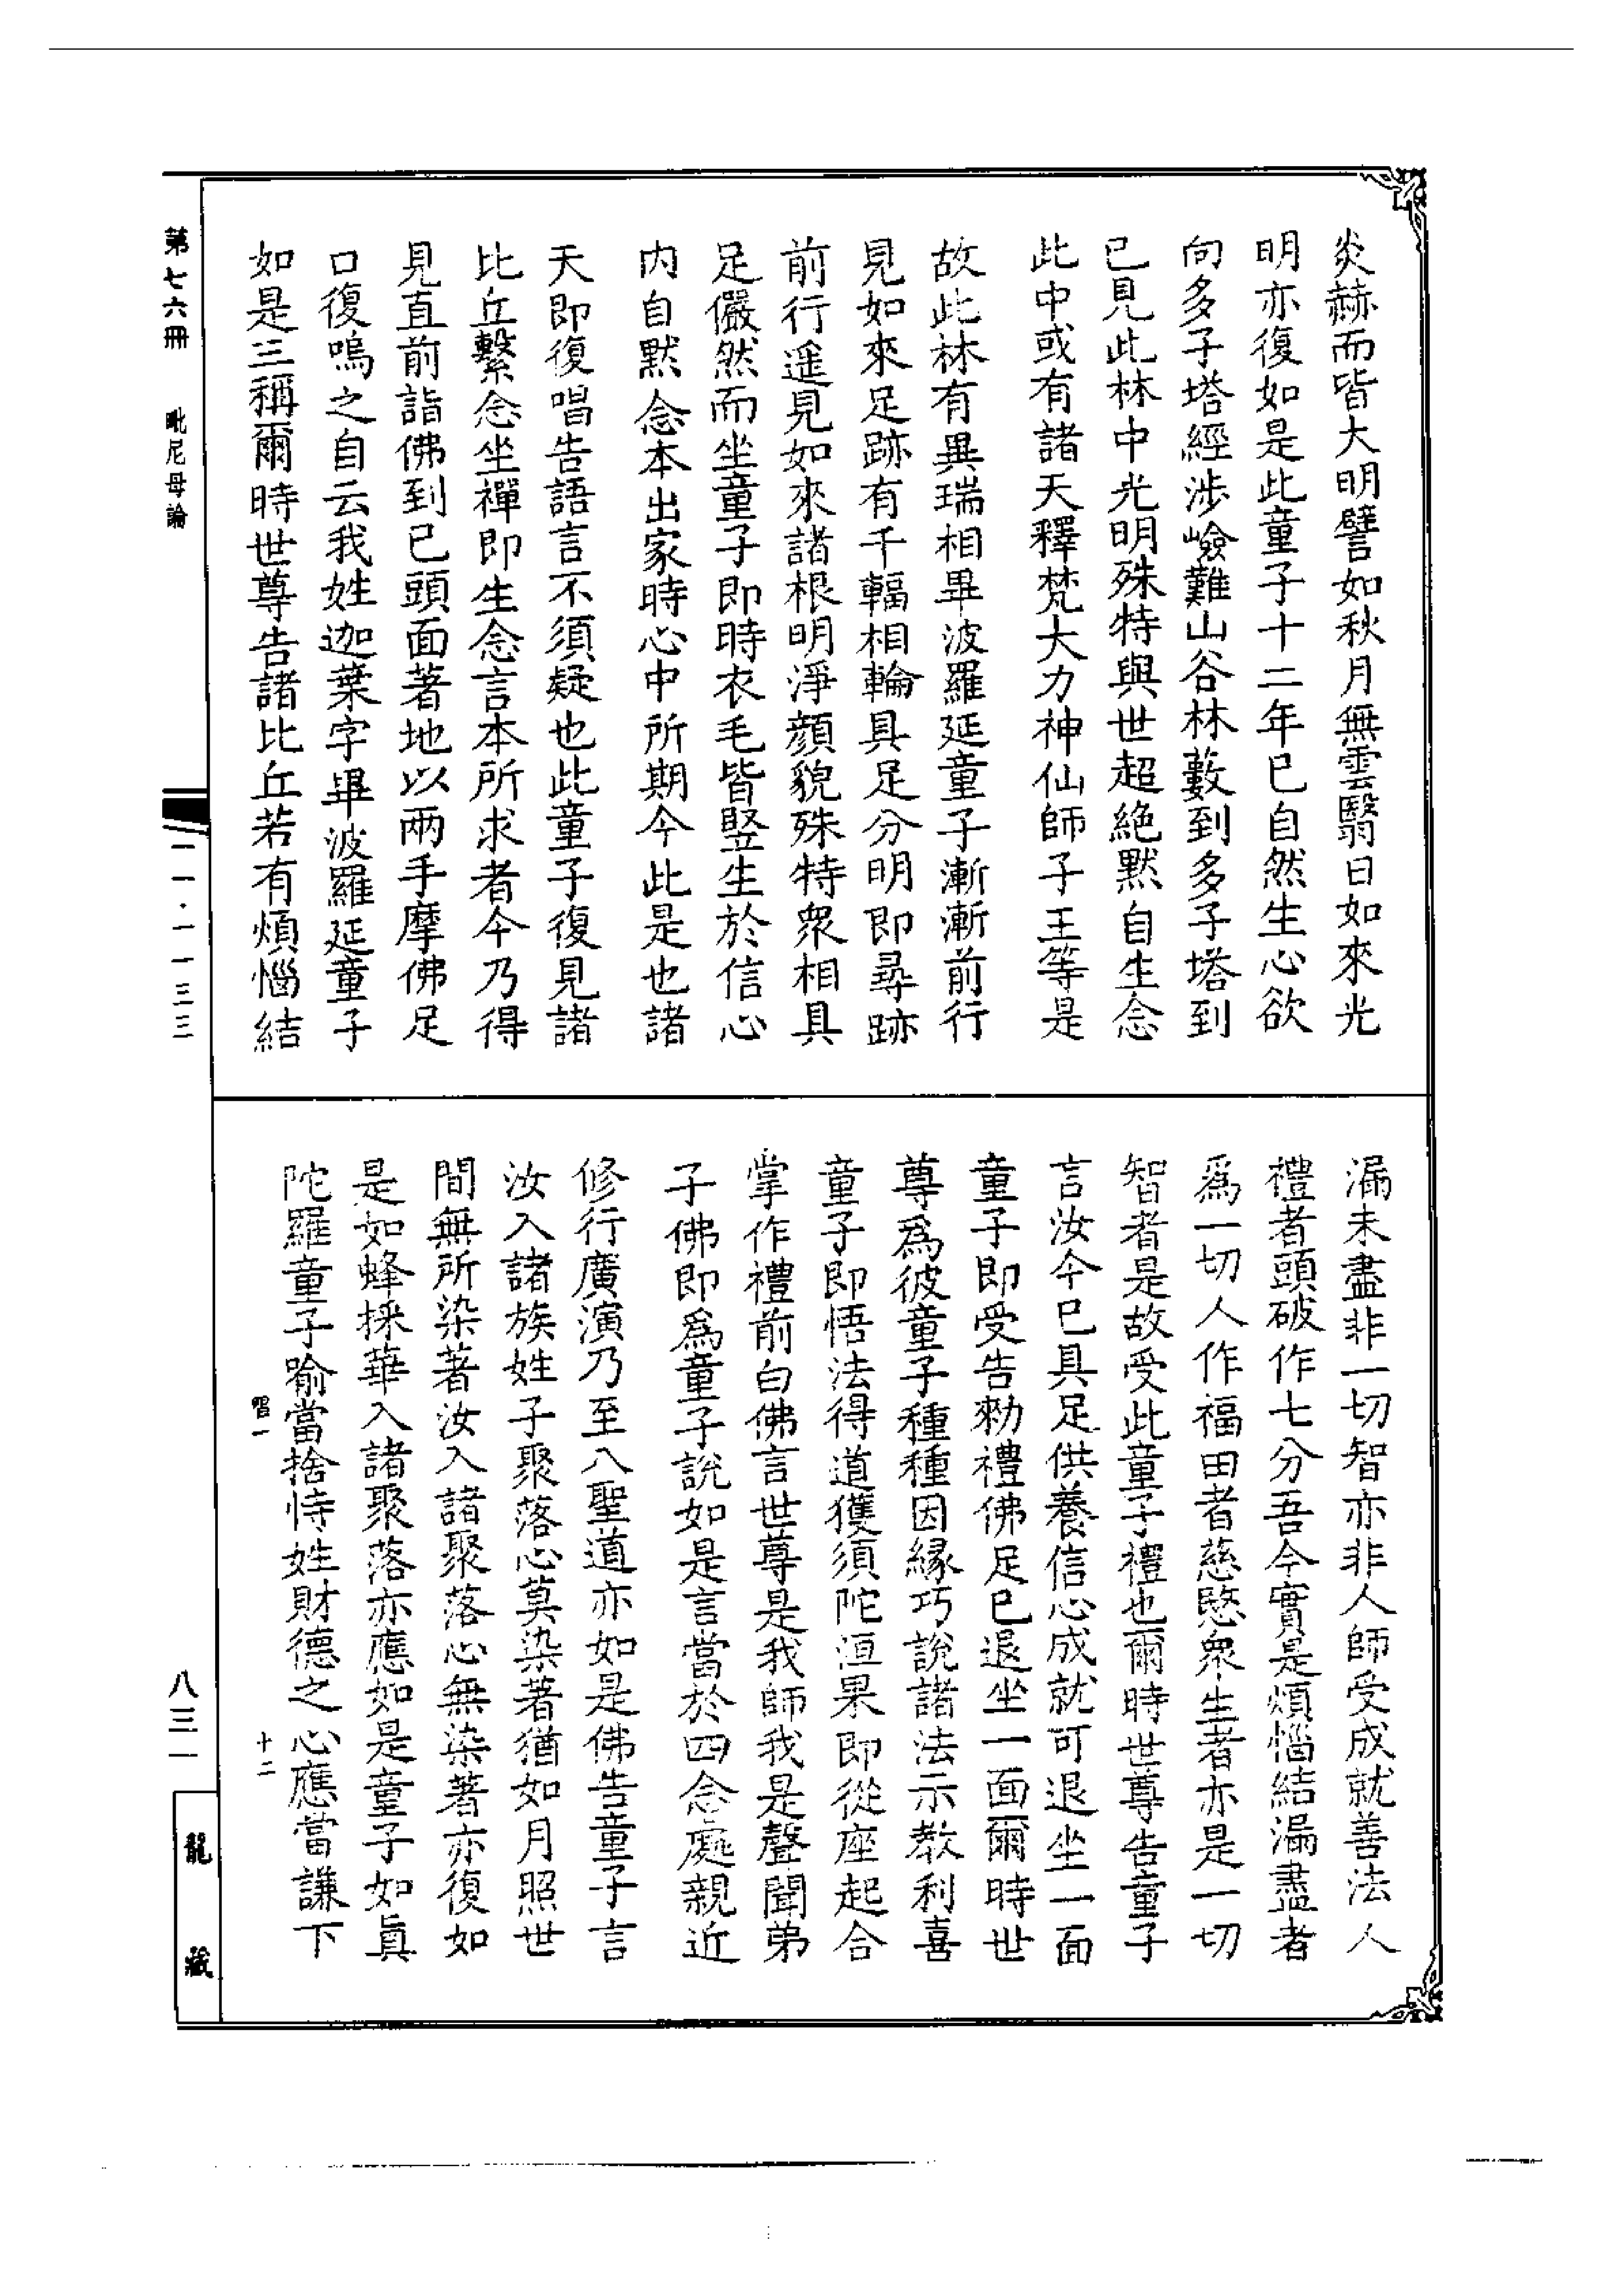 炎赫而皆大明譬如秋月無雲翳日如來光
明亦復如是此童子十二年已自然生心欲
向多子塔經涉嶮難山谷林藪到多子塔到
已見此林中光明殊特與世超絶默自生念
此中或有諸天釋梵大力神仙師子王等是
故此林有異瑞相畢波羅延童子漸漸前行
見如來足跡有千輻相輪具足分明即尋跡
前行遥見如來諸根明淨顔貌殊特衆相具
足儼然而坐童子即時衣毛皆竪生於信心
内自默念本出家時心中所期今此是也諸
天即復唱告語言不須疑也此童子復見諸
比丘繫念坐禪即生念言本所求者今乃得
見直前詣佛到已頭面著地以兩手摩佛足
口復嗚之自云我姓迦葉字畢波羅延童子
如是三稱爾時世尊告諸比丘若有煩惱結
漏未盡非一切智亦非人師受成就善法人
禮者頭破作七分吾今實是煩惱結漏盡者
爲一切人作福田者慈愍衆生者亦是一切
智者是故受此童子禮也爾時世尊告童子
言汝今已具足供養信心成就可退坐一面
童子即受告勑禮佛足已退坐一面爾時世
尊爲彼童子種種因緣巧說諸法示教利喜
童子即悟法得道獲須陀洹果即從座起合
掌作禮前白佛言世尊是我師我是聲聞弟
子佛即爲童子說如是言當於四念處親近
修行廣演乃至八聖道亦如是佛告童子言
汝入諸族姓子聚落心莫染著猶如月照世
間無所染著汝入諸聚落心無染著亦復如
是如蜂採華入諸聚落亦應如是童子如眞
陀羅童子喻當捨恃姓財德之心應當謙下
唱一
十二
第七六冊 毗尼母論
一一·一一三三
八三一
龍藏